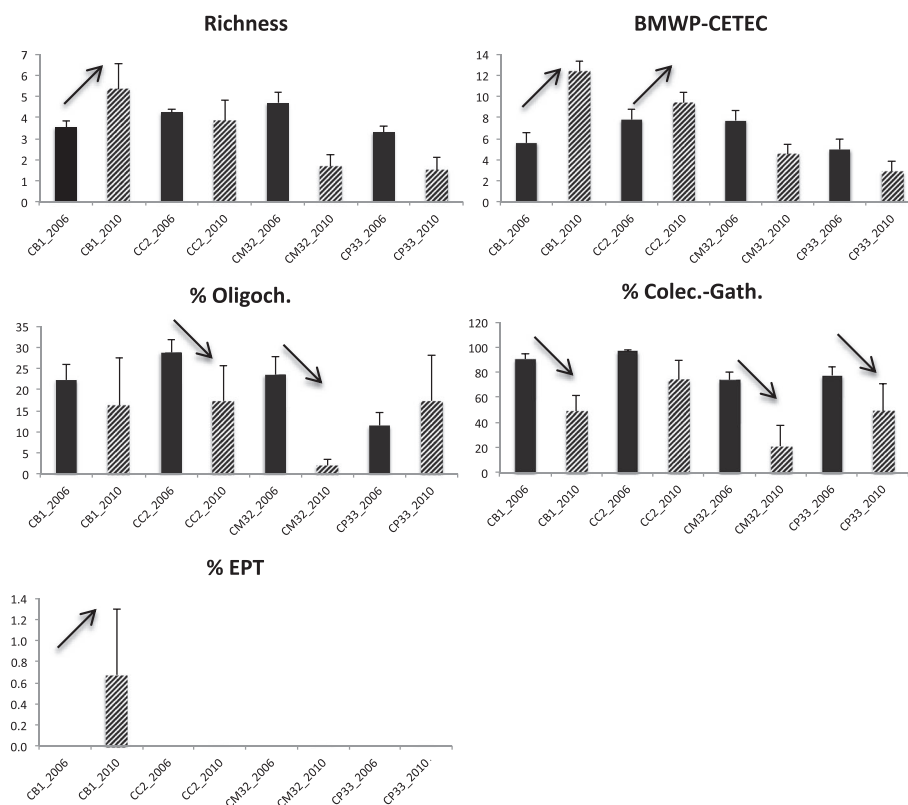 Richness
7
6
5
4
3
2
1
0
CB1_2006
CB1_2010
CC2_2006
CC2_2010
CM32_2006
CM32_2010
CP33_2006
CP33_2010
BMWP-CETEC
14
12
10
8
6
4
2
0
CB1_2006
CB1_2010
CC2_2006
CC2_2010
CM32_2006
CM32_2010
CP33_2006
CP33_2010
% Oligoch.
35
30
25
20
15
10
5
0
CB1_2006
CB1_2010
CC2_2006
CC2_2010
CM32_2006
CM32_2010
CP33_2006
CP33_2010
% Colec.-Gath.
120
100
80
60
40
20
0
CB1_2006
CB1_2010
CC2_2006
CC2_2010
CM32_2006
CM32_2010
CP33_2006
CP33_2010
% EPT
1.4
1.2
1.0
0.8
0.6
0.4
0.2
0.0
CB1_2006
CB1_2010
CC2_2006
CC2_2010
CM32_2006
CM32_2010
CP33_2006
CP33_2010